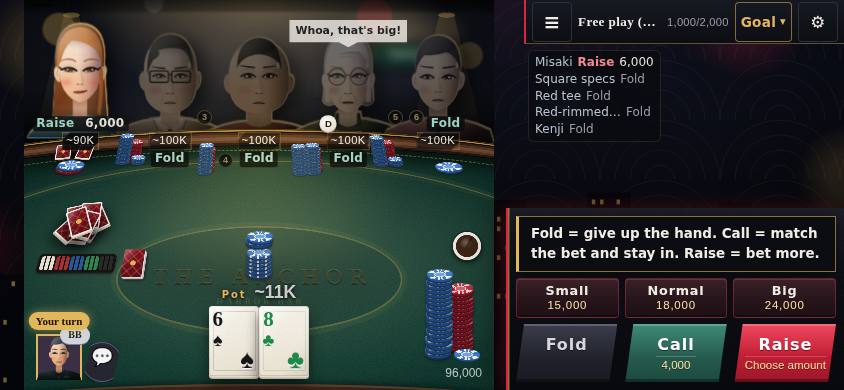 Whoa, that's big!
Raise 6,000
Fold
~90K
~100K
~100K
~100K
~100K
Fold
Fold
Fold
3
4
5
6
D
THE ANCHOR
Pot ~11K
6
8
Your turn
BB
96,000
Free play (...
1,000/2,000
Goal
Misaki Raise 6,000
Square specs Fold
Red tee Fold
Red-rimmed... Fold
Kenji Fold
Fold = give up the hand. Call = match
the bet and stay in. Raise = bet more.
Small
15,000
Normal
18,000
Big
24,000
Fold
Call
4,000
Raise
Choose amount